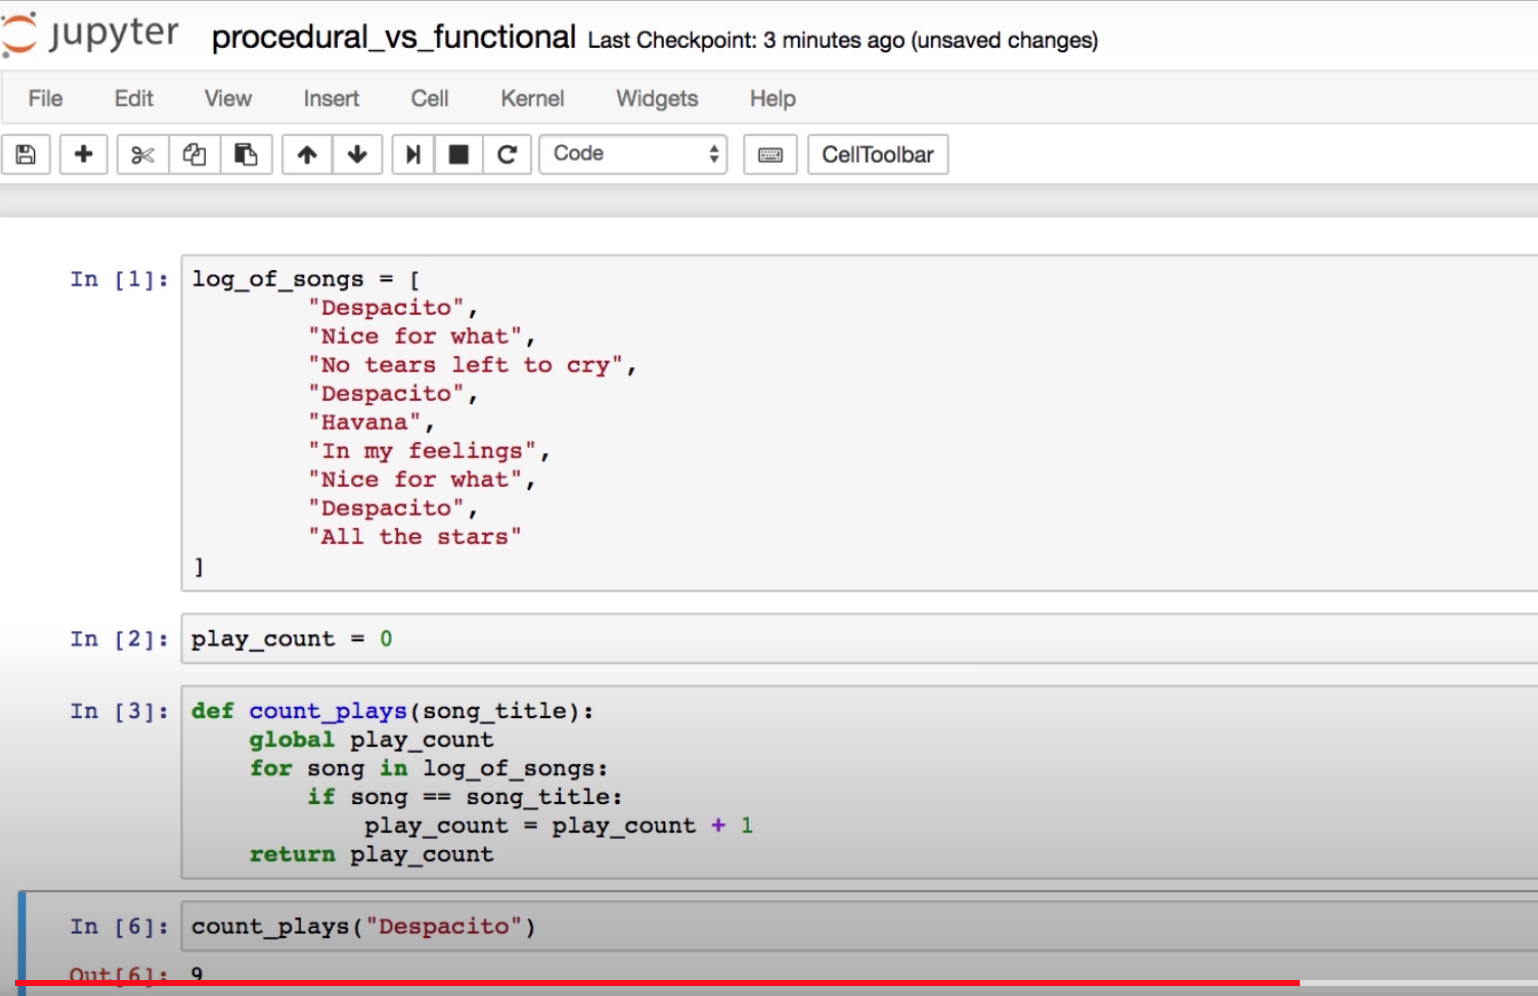 jupyter procedural_vs_functional Last Checkpoint: 3 minutes ago (unsaved changes)
File Edit View Insert Cell Kernel Widgets Help
Code CellToolbar
In [1]: log_of_songs = [
"Despacito",
"Nice for what",
"No tears left to cry",
"Despacito",
"Havana",
"In my feelings",
"Nice for what",
"Despacito",
"All the stars"
]
In [2]: play_count = 0
In [3]: def count_plays(song_title):
global play_count
for song in log_of_songs:
if song == song_title:
play_count = play_count + 1
return play_count
In [6]: count_plays("Despacito")
Out[6]: 9